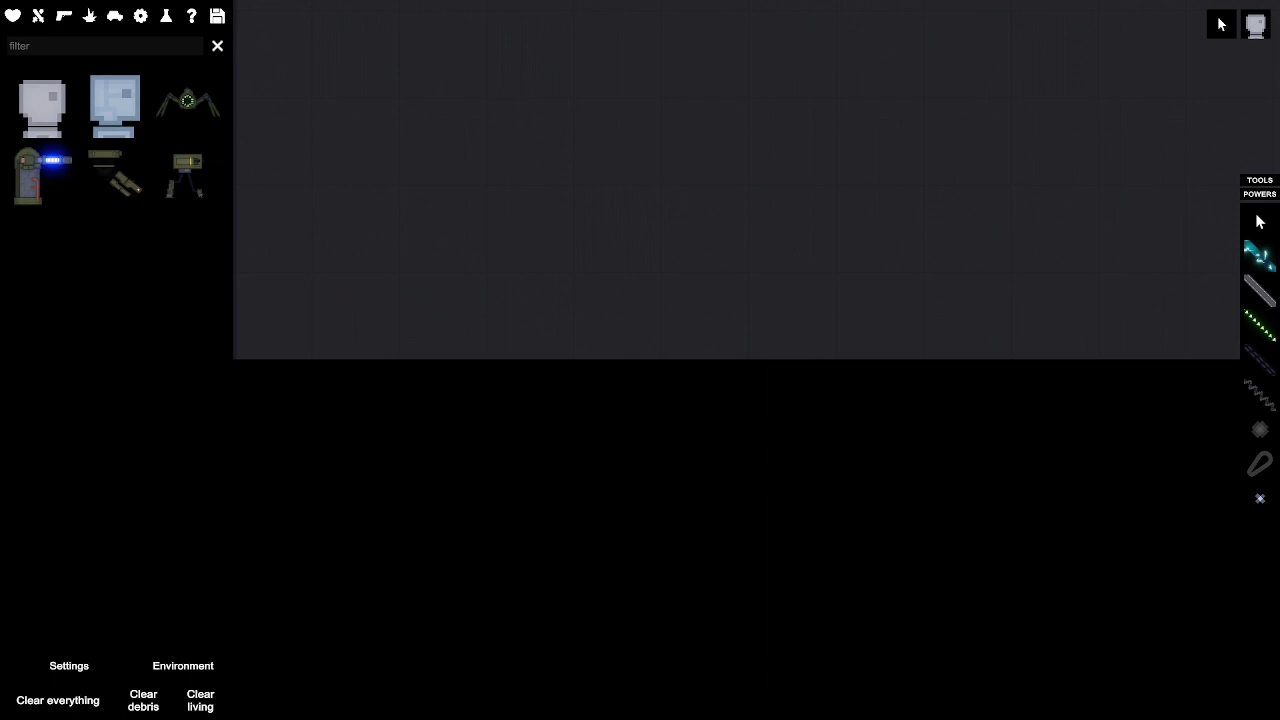 filter
TOOLS
POWERS
Settings
Environment
Clear everything
Clear
debris
Clear
living